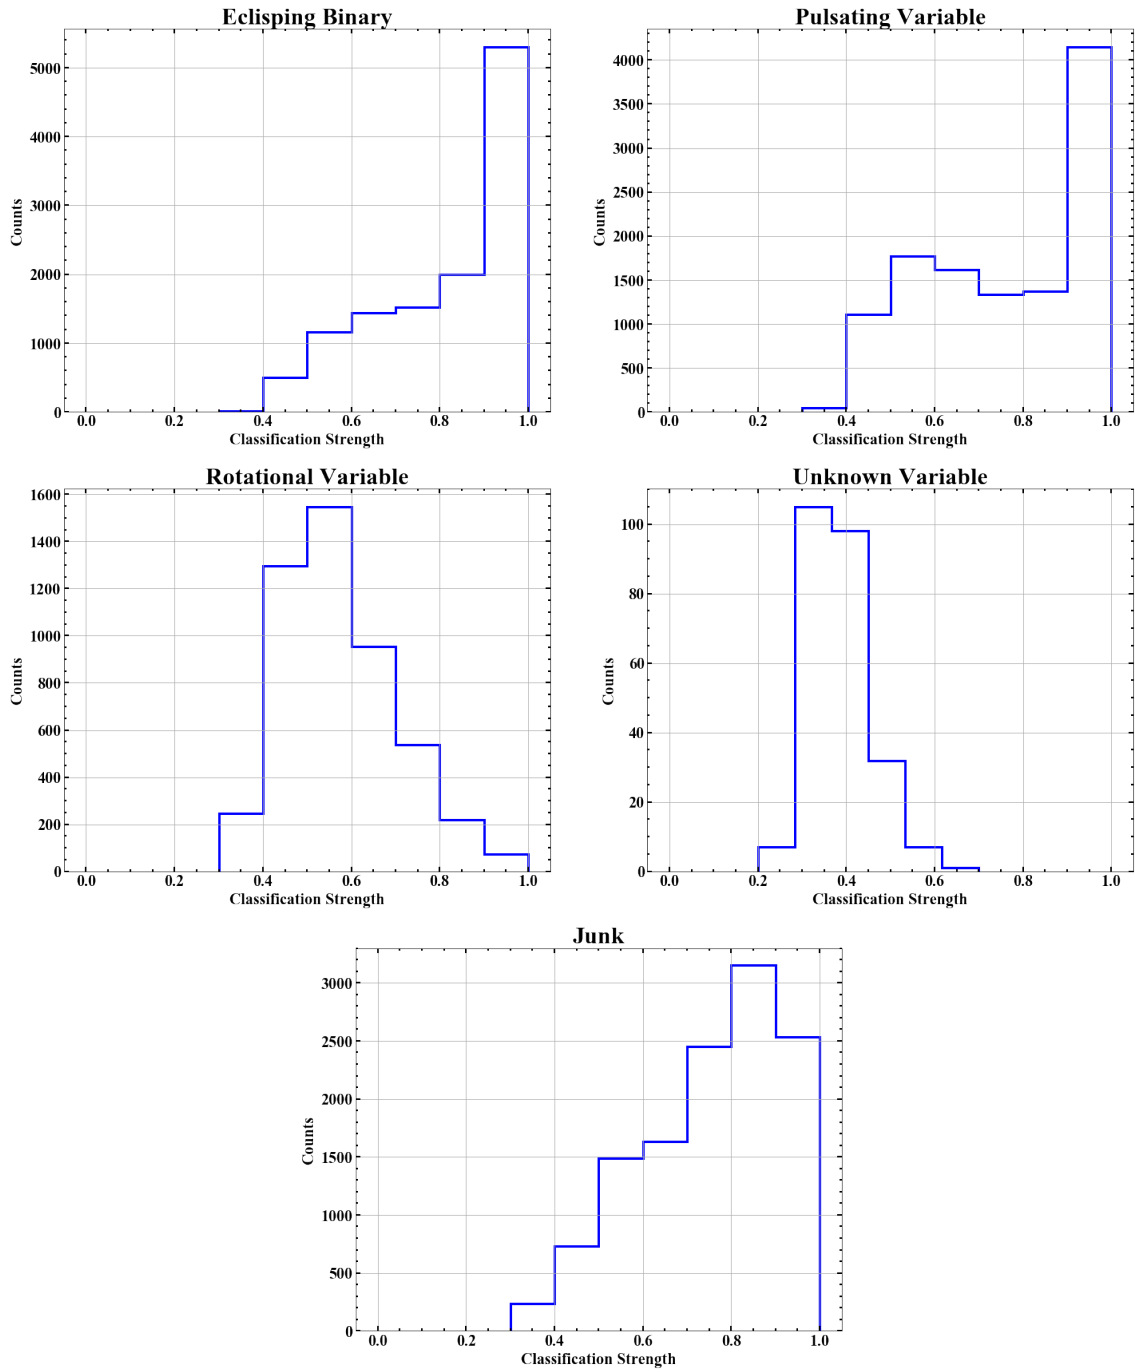 Eclisping Binary
5000
4000
3000
2000
1000
0
Counts
0.0 0.2 0.4 0.6 0.8 1.0
Classification Strength
Pulsating Variable
4000
3500
3000
2500
2000
1500
1000
500
0
Counts
0.0 0.2 0.4 0.6 0.8 1.0
Classification Strength
Rotational Variable
1600
1400
1200
1000
800
600
400
200
0
Counts
0.0 0.2 0.4 0.6 0.8 1.0
Classification Strength
Unknown Variable
100
80
60
40
20
0
Counts
0.0 0.2 0.4 0.6 0.8 1.0
Classification Strength
Junk
3000
2500
2000
1500
1000
500
0
Counts
0.0 0.2 0.4 0.6 0.8 1.0
Classification Strength